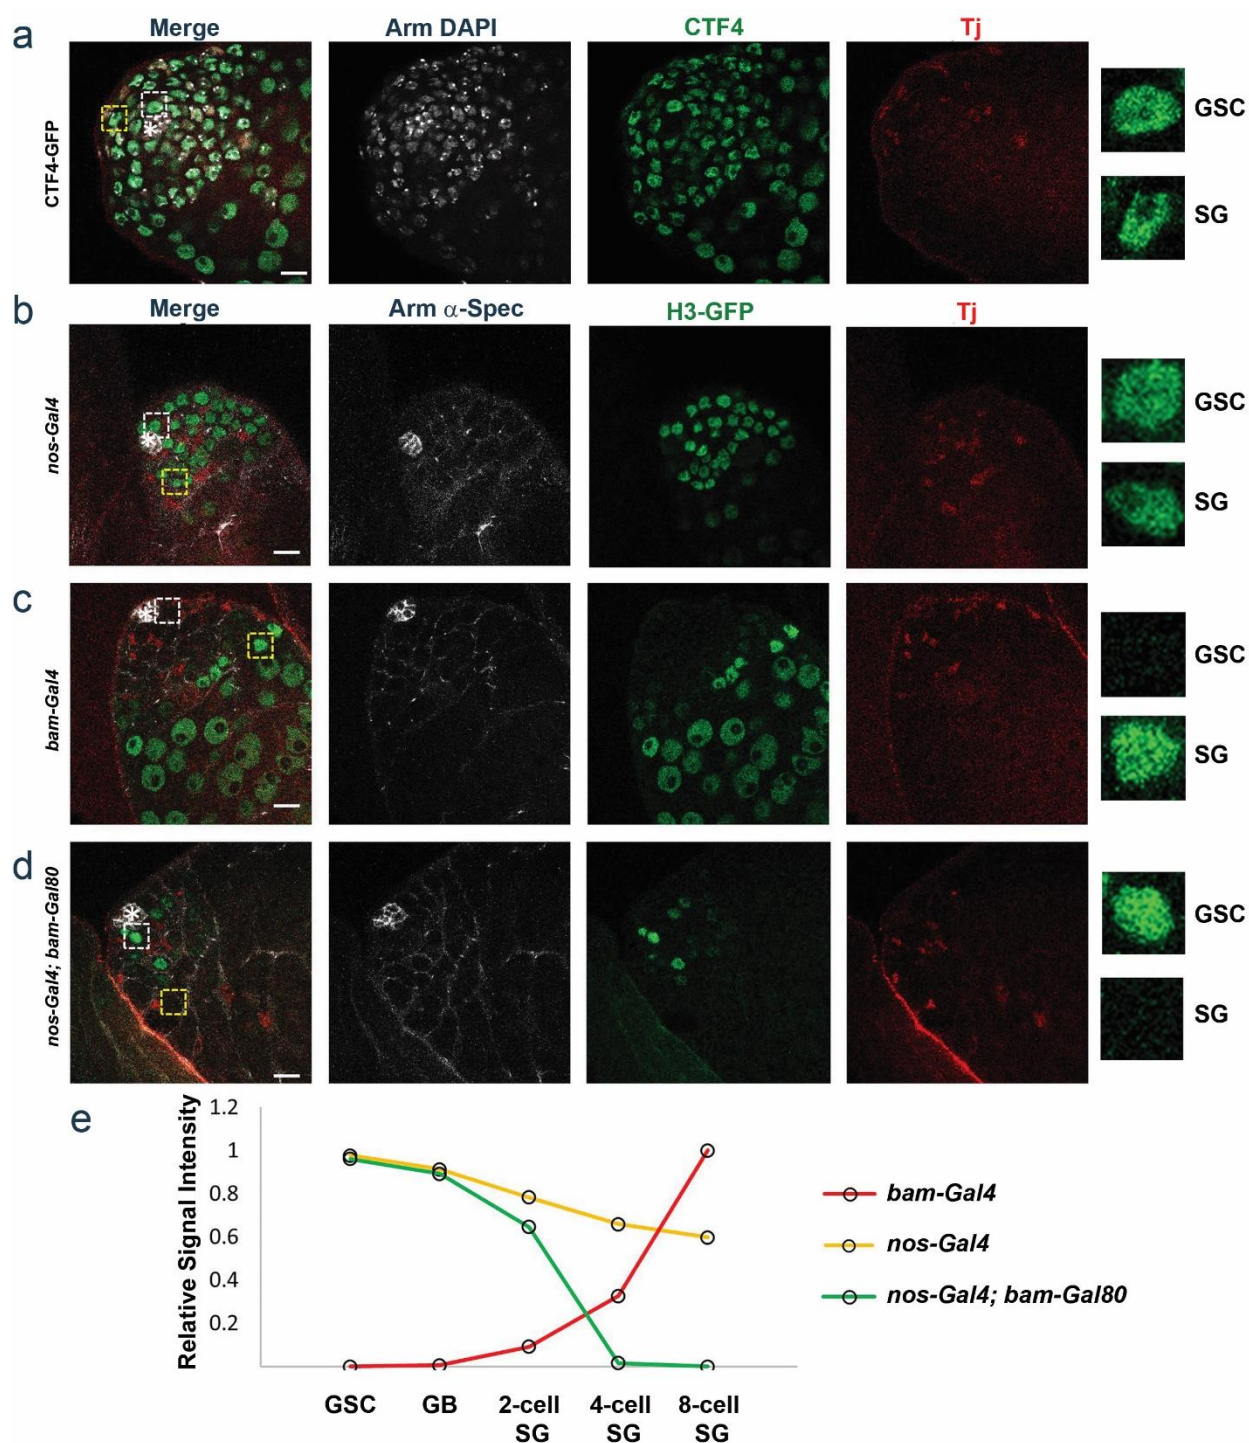 a
Merge
Arm DAPI
CTF4
Tj
CTF4-GFP
*
GSC
SG
b
Merge
Arm α-Spec
H3-GFP
Tj
nos-Gal4
*
GSC
SG
c
bam-Gal4
*
GSC
SG
d
nos-Gal4; bam-Gal80
*
GSC
SG
e
Relative Signal Intensity
1.2
1
0.8
0.6
0.4
0.2
GSC
GB
2-cell
SG
4-cell
SG
8-cell
SG
bam-Gal4
nos-Gal4
nos-Gal4; bam-Gal80